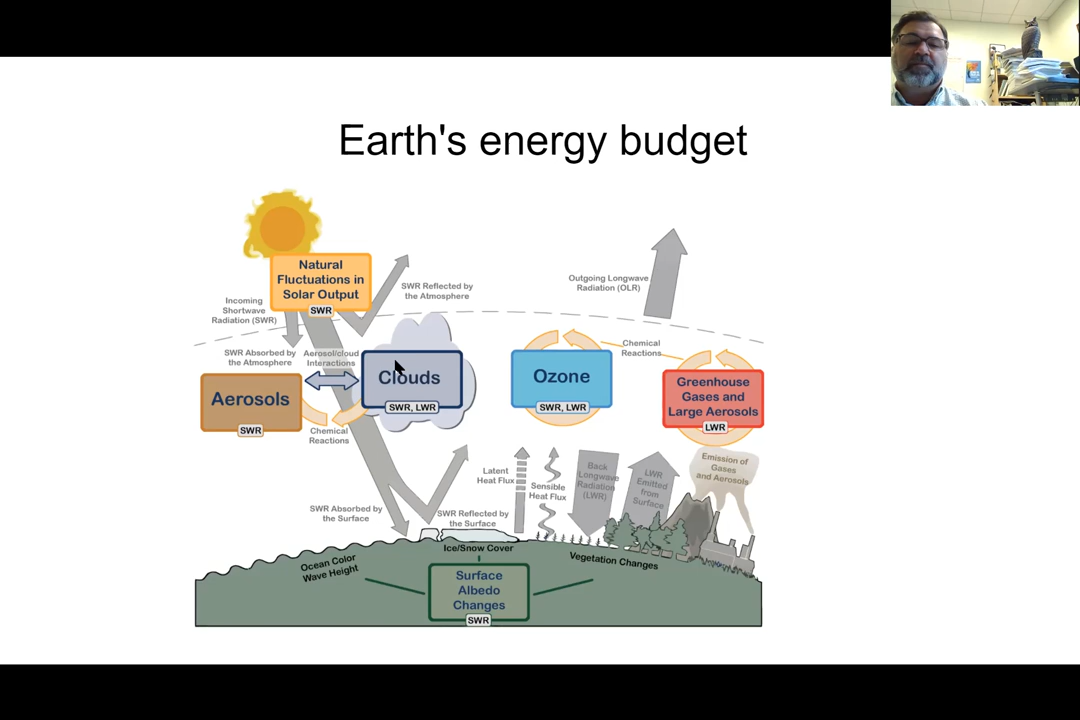 Earth's energy budget
Natural
Fluctuations in
Solar Output
SWR
SWR Reflected by
the Atmosphere
Outgoing Longwave
Radiation (OLR)
Incoming
Shortwave
Radiation (SWR)
SWR Absorbed by
the Atmosphere
Aerosol/cloud
Interactions
Chemical
Reactions
Aerosols
SWR
Clouds
SWR, LWR
Ozone
SWR, LWR
Greenhouse
Gases and
Large Aerosols
LWR
Chemical
Reactions
Emission of
Gases
and Aerosols
Latent
Heat Flux
Sensible
Heat Flux
Back
Longwave
Radiation
(LWR)
LWR
Emitted
from
Surface
SWR Absorbed by
the Surface
SWR Reflected by
the Surface
Ice/Snow Cover
Ocean Color
Wave Height
Vegetation Changes
Surface
Albedo
Changes
SWR